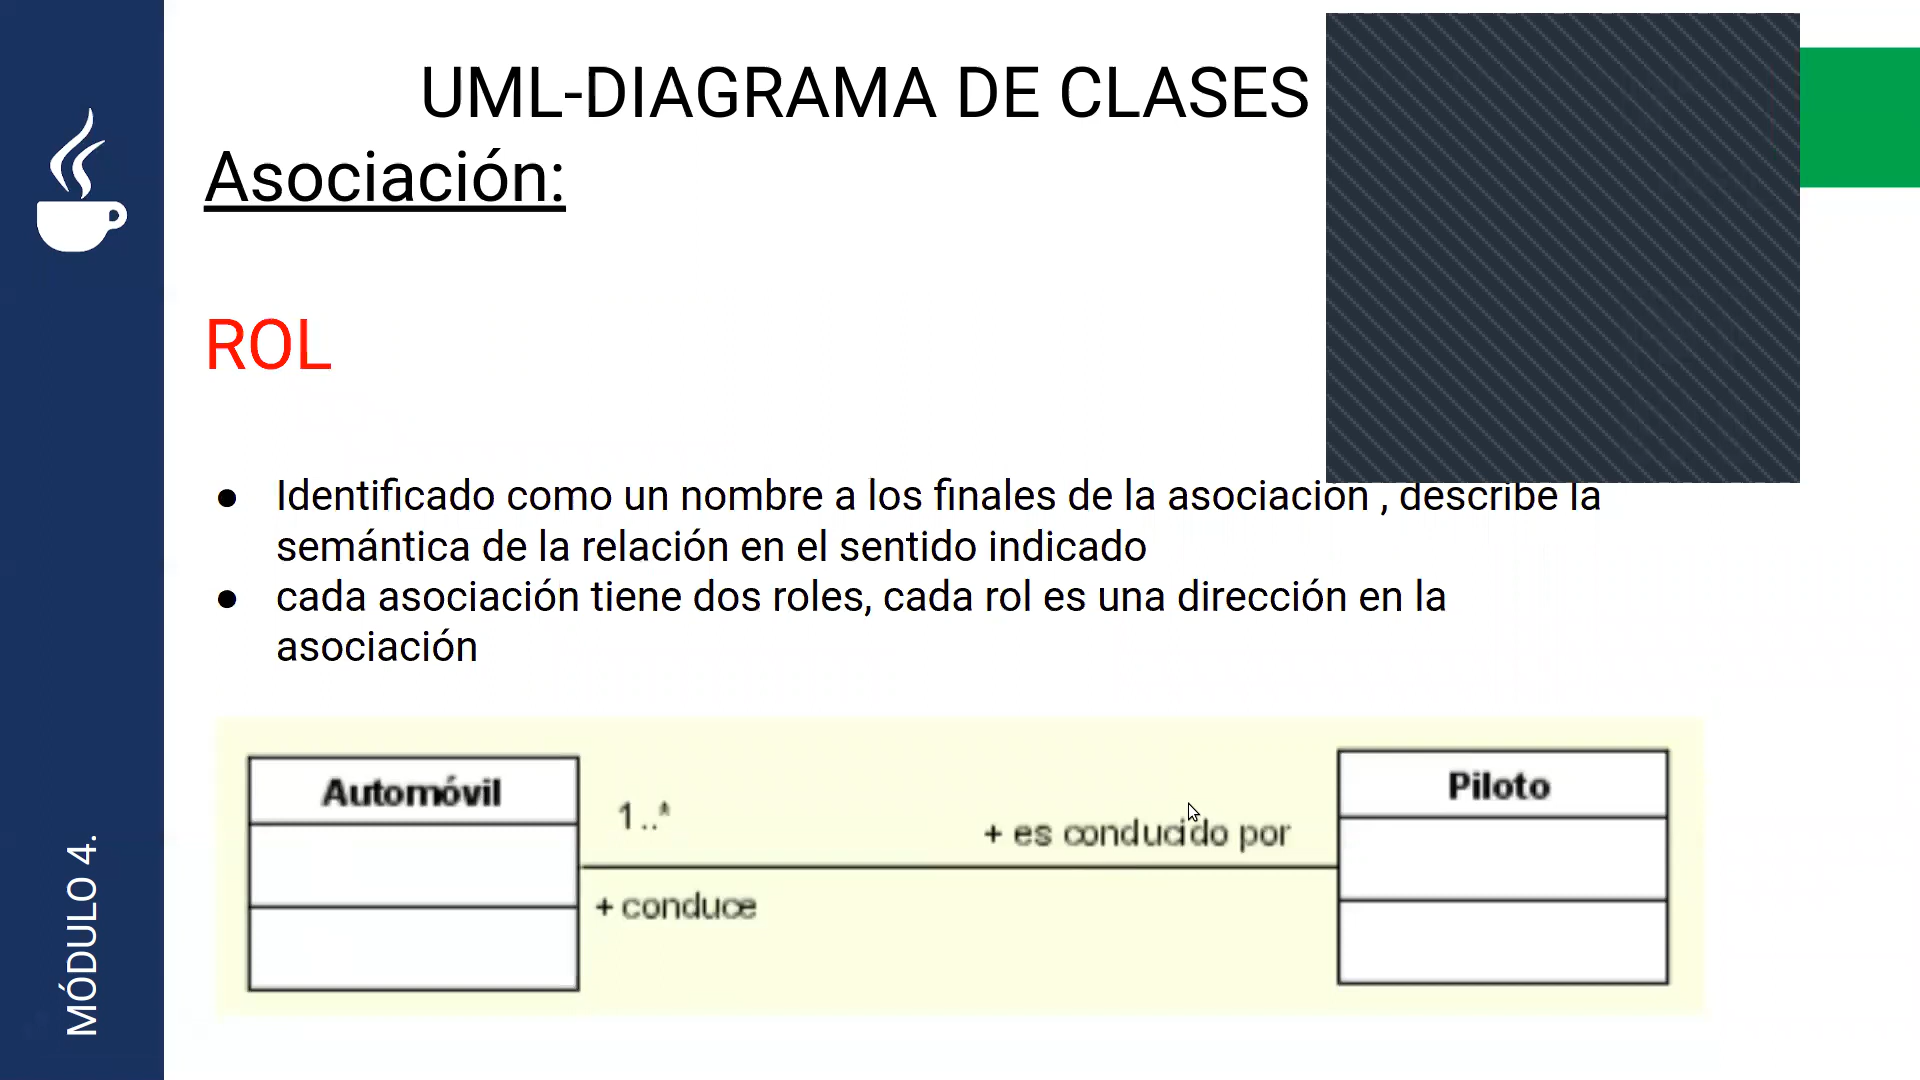 UML-DIAGRAMA DE CLASES
Asociación:
ROL
● Identificado como un nombre a los finales de la asociación , describe la
semántica de la relación en el sentido indicado
● cada asociación tiene dos roles, cada rol es una dirección en la
asociación
Automóvil
1..*
+ es conducido por
Piloto
+ conduce
MÓDULO 4.